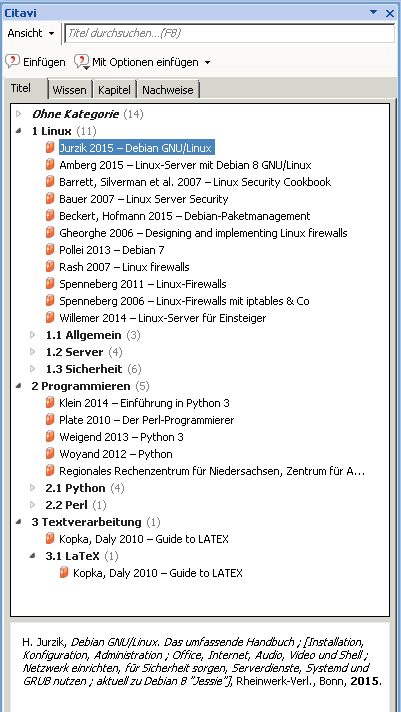 Citavi
Ansicht Titel durchsuchen...(F8)
Einfügen Mit Optionen einfügen
Titel Wissen Kapitel Nachweise
Ohne Kategorie (14)
1 Linux (11)
Jurzik 2015 – Debian GNU/Linux
Amberg 2015 – Linux-Server mit Debian 8 GNU/Linux
Barrett, Silverman et al. 2007 – Linux Security Cookbook
Bauer 2007 – Linux Server Security
Beckert, Hofmann 2015 – Debian-Paketmanagement
Gheorghe 2006 – Designing and implementing Linux firewalls
Pollei 2013 – Debian 7
Rash 2007 – Linux firewalls
Spenneberg 2011 – Linux-Firewalls
Spenneberg 2006 – Linux-Firewalls mit iptables & Co
Willemer 2014 – Linux-Server für Einsteiger
1.1 Allgemein (3)
1.2 Server (4)
1.3 Sicherheit (6)
2 Programmieren (5)
Klein 2014 – Einführung in Python 3
Plate 2010 – Der Perl-Programmierer
Weigend 2013 – Python 3
Woyand 2012 – Python
Regionales Rechenzentrum für Niedersachsen, Zentrum für A...
2.1 Python (4)
2.2 Perl (1)
3 Textverarbeitung (1)
Kopka, Daly 2010 – Guide to LATEX
3.1 LaTeX (1)
Kopka, Daly 2010 – Guide to LATEX
H. Jurzik, Debian GNU/Linux. Das umfassende Handbuch ; [Installation,
Konfiguration, Administration ; Office, Internet, Audio, Video und Shell ;
Netzwerk einrichten, für Sicherheit sorgen, Serverdienste, Systemd und
GRUB nutzen ; aktuell zu Debian 8 "Jessie"], Rheinwerk-Verl., Bonn, 2015.